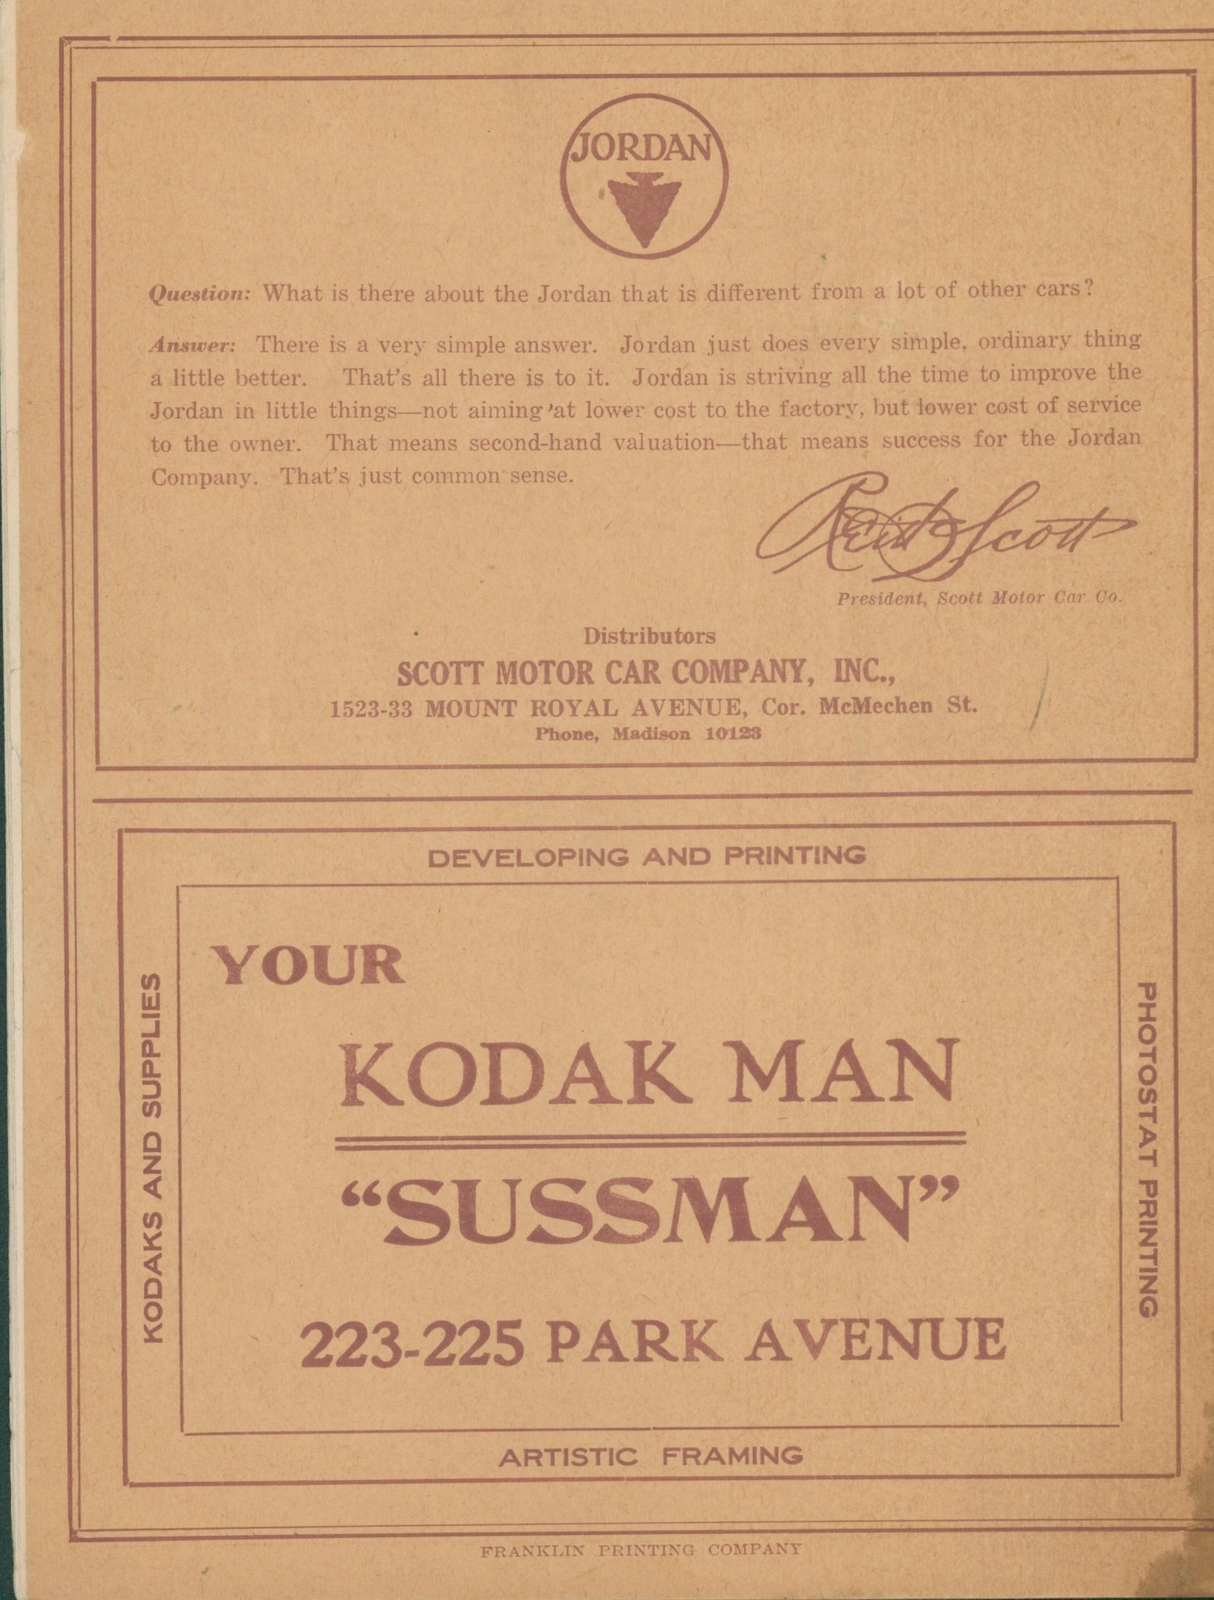 JORDAN
Question: What is there about the Jordan that is different from a lot of other cars?
Answer: There is a very simple answer. Jordan just does every simple, ordinary thing
a little better. That's all there is to it. Jordan is striving all the time to improve the
Jordan in little things—not aiming at lower cost to the factory, but lower cost of service
to the owner. That means second-hand valuation—that means success for the Jordan
Company. That's just common sense.
Scott
President, Scott Motor Car Co.
Distributors
SCOTT MOTOR CAR COMPANY, INC.,
1523-33 MOUNT ROYAL AVENUE, Cor. McMechen St.
Phone, Madison 10123
DEVELOPING AND PRINTING
KODAKS AND SUPPLIES
YOUR
KODAK MAN
“SUSSMAN”
223-225 PARK AVENUE
PHOTOSTAT PRINTING
ARTISTIC FRAMING
FRANKLIN PRINTING COMPANY